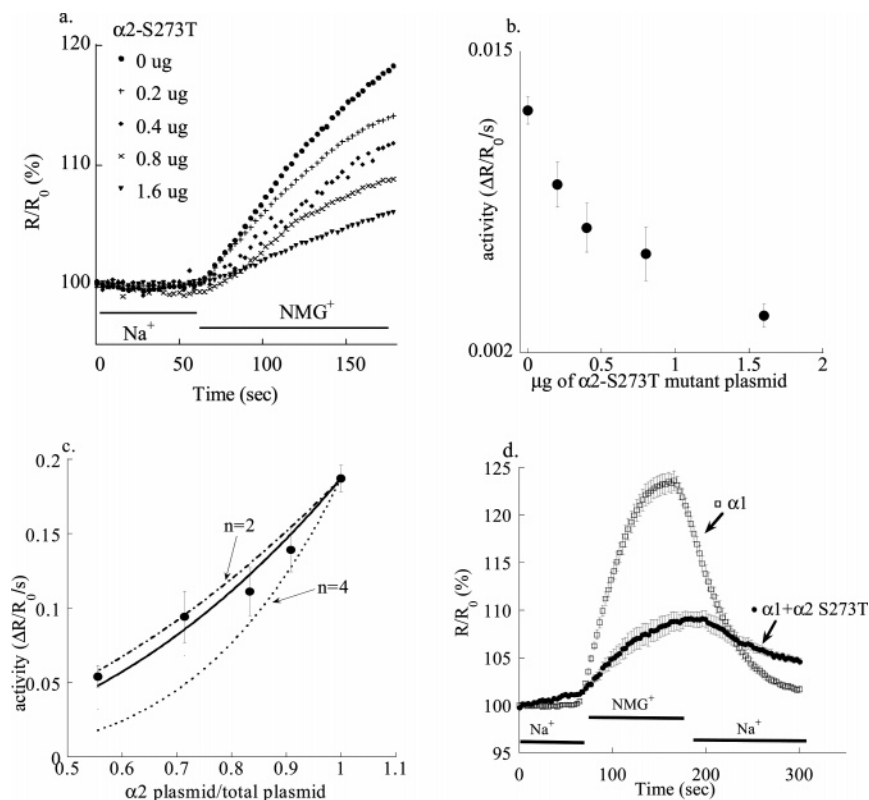 a.
α2-S273T
0 ug
0.2 ug
0.4 ug
0.8 ug
1.6 ug
120
110
100
R/R0 (%)
Na+
NMG+
0
50
100
150
Time (sec)
b.
0.015
0.002
activity (ΔR/R0/s)
0
0.5
1
1.5
2
μg of α2-S273T mutant plasmid
c.
0.2
0.15
0.1
0.05
0
activity (ΔR/R0/s)
n=2
n=4
0.5
0.6
0.7
0.8
0.9
1
1.1
α2 plasmid/total plasmid
d.
125
120
115
110
105
100
95
R/R0 (%)
α1
α1+α2 S273T
NMG+
Na+
Na+
0
100
200
300
Time (sec)